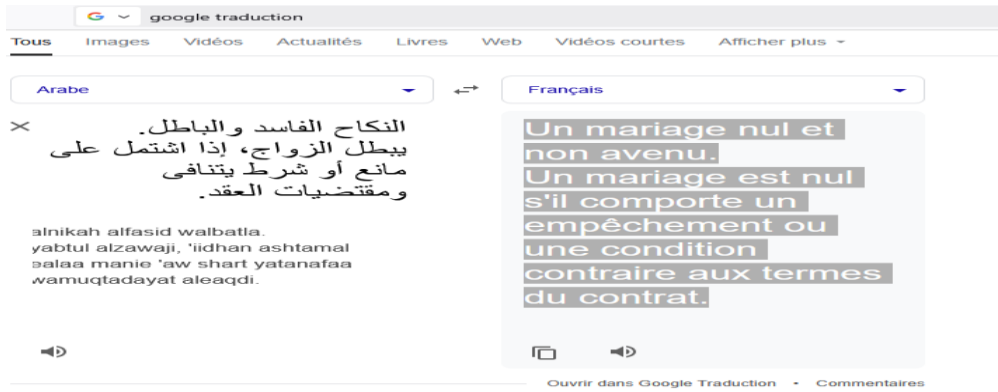 google traduction
Tous Images Vidéos Actualités Livres Web Vidéos courtes Afficher plus
Arabe
Français
النكاح الفاسد والباطل.
يبطل الزواج، إذا اشتمل على
مانع أو شرط يتنافى
ومقتضيات العقد.
alnikah alfasid walbatla.
yabtul alzawaji, 'iidhan ashtamal
ealaa manie 'aw shart yatanafaa
wamuqtadayat aleaqdi.
Un mariage nul et
non avenu.
Un mariage est nul
s'il comporte un
empêchement ou
une condition
contraire aux termes
du contrat.
Ouvrir dans Google Traduction • Commentaires